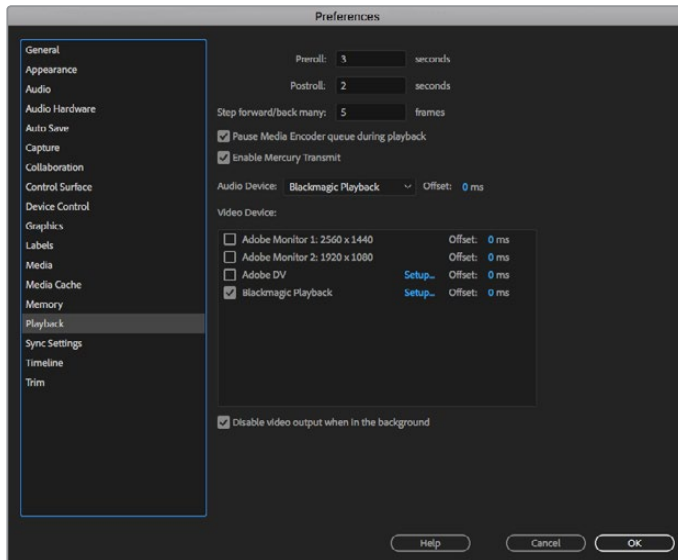 Preferences
General
Appearance
Audio
Audio Hardware
Auto Save
Capture
Collaboration
Control Surface
Device Control
Graphics
Labels
Media
Media Cache
Memory
Playback
Sync Settings
Timeline
Trim
Preroll: 3 seconds
Postroll: 2 seconds
Step forward/back many: 5 frames
Pause Media Encoder queue during playback
Enable Mercury Transmit
Audio Device: Blackmagic Playback Offset: 0 ms
Video Device:
Adobe Monitor 1: 2560 x 1440 Offset: 0 ms
Adobe Monitor 2: 1920 x 1080 Offset: 0 ms
Adobe DV Setup... Offset: 0 ms
Blackmagic Playback Setup... Offset: 0 ms
Disable video output when in the background
Help Cancel OK